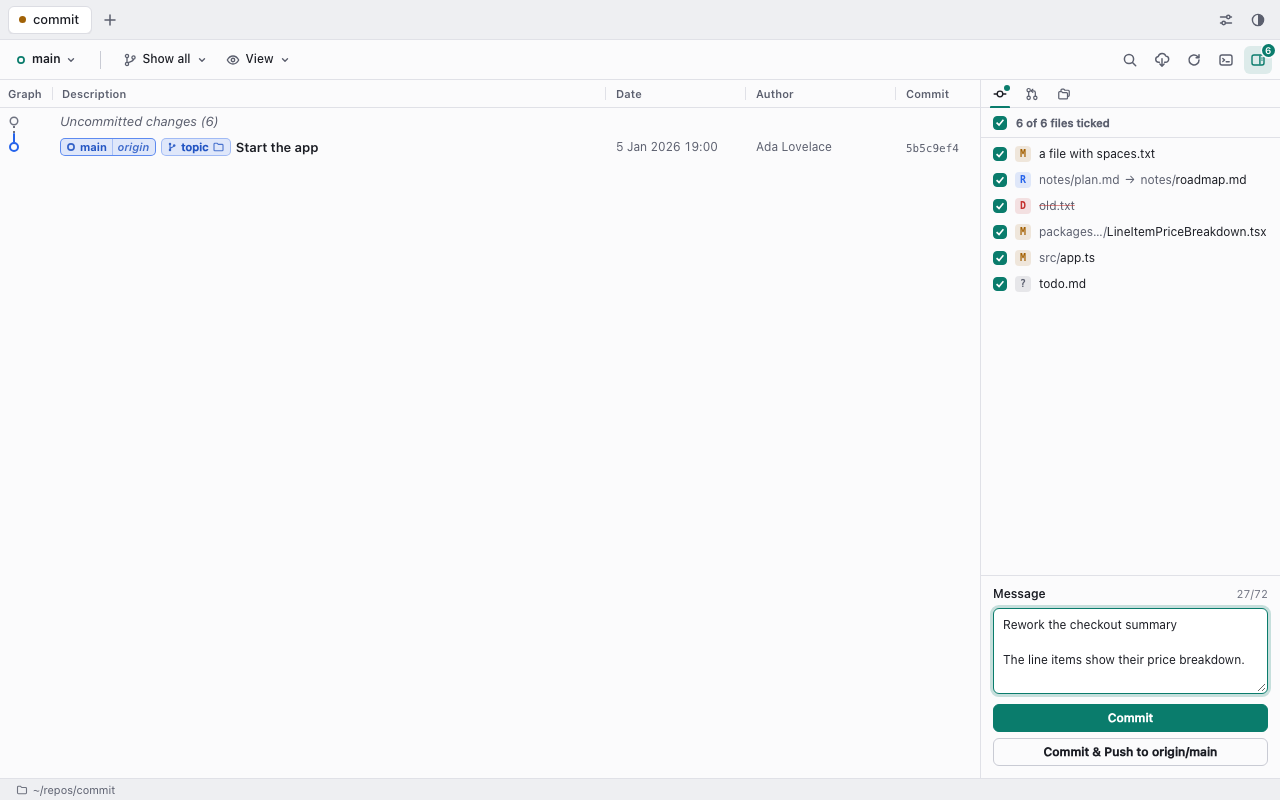 commit
main
Show all
View
6
Graph
Description
Date
Author
Commit
Uncommitted changes (6)
main origin topic Start the app
5 Jan 2026 19:00
Ada Lovelace
5b5c9ef4
6 of 6 files ticked
M a file with spaces.txt
R notes/plan.md → notes/roadmap.md
D old.txt
M packages…/LineItemPriceBreakdown.tsx
M src/app.ts
? todo.md
Message 27/72
Rework the checkout summary
The line items show their price breakdown.
Commit
Commit & Push to origin/main
~/repos/commit